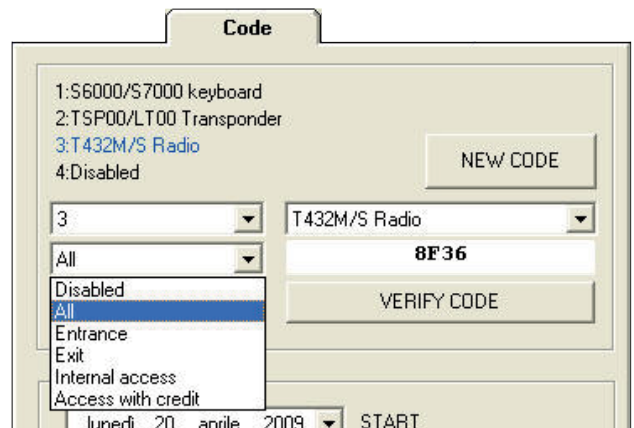 Code
1:S6000/S7000 keyboard
2:TSP00/LT00 Transponder
3:T432M/S Radio
4:Disabled
NEW CODE
3
T432M/S Radio
All
8F36
Disabled
All
Entrance
Exit
Internal access
Access with credit
VERIFY CODE
lunedì 20 aprile 2009
START